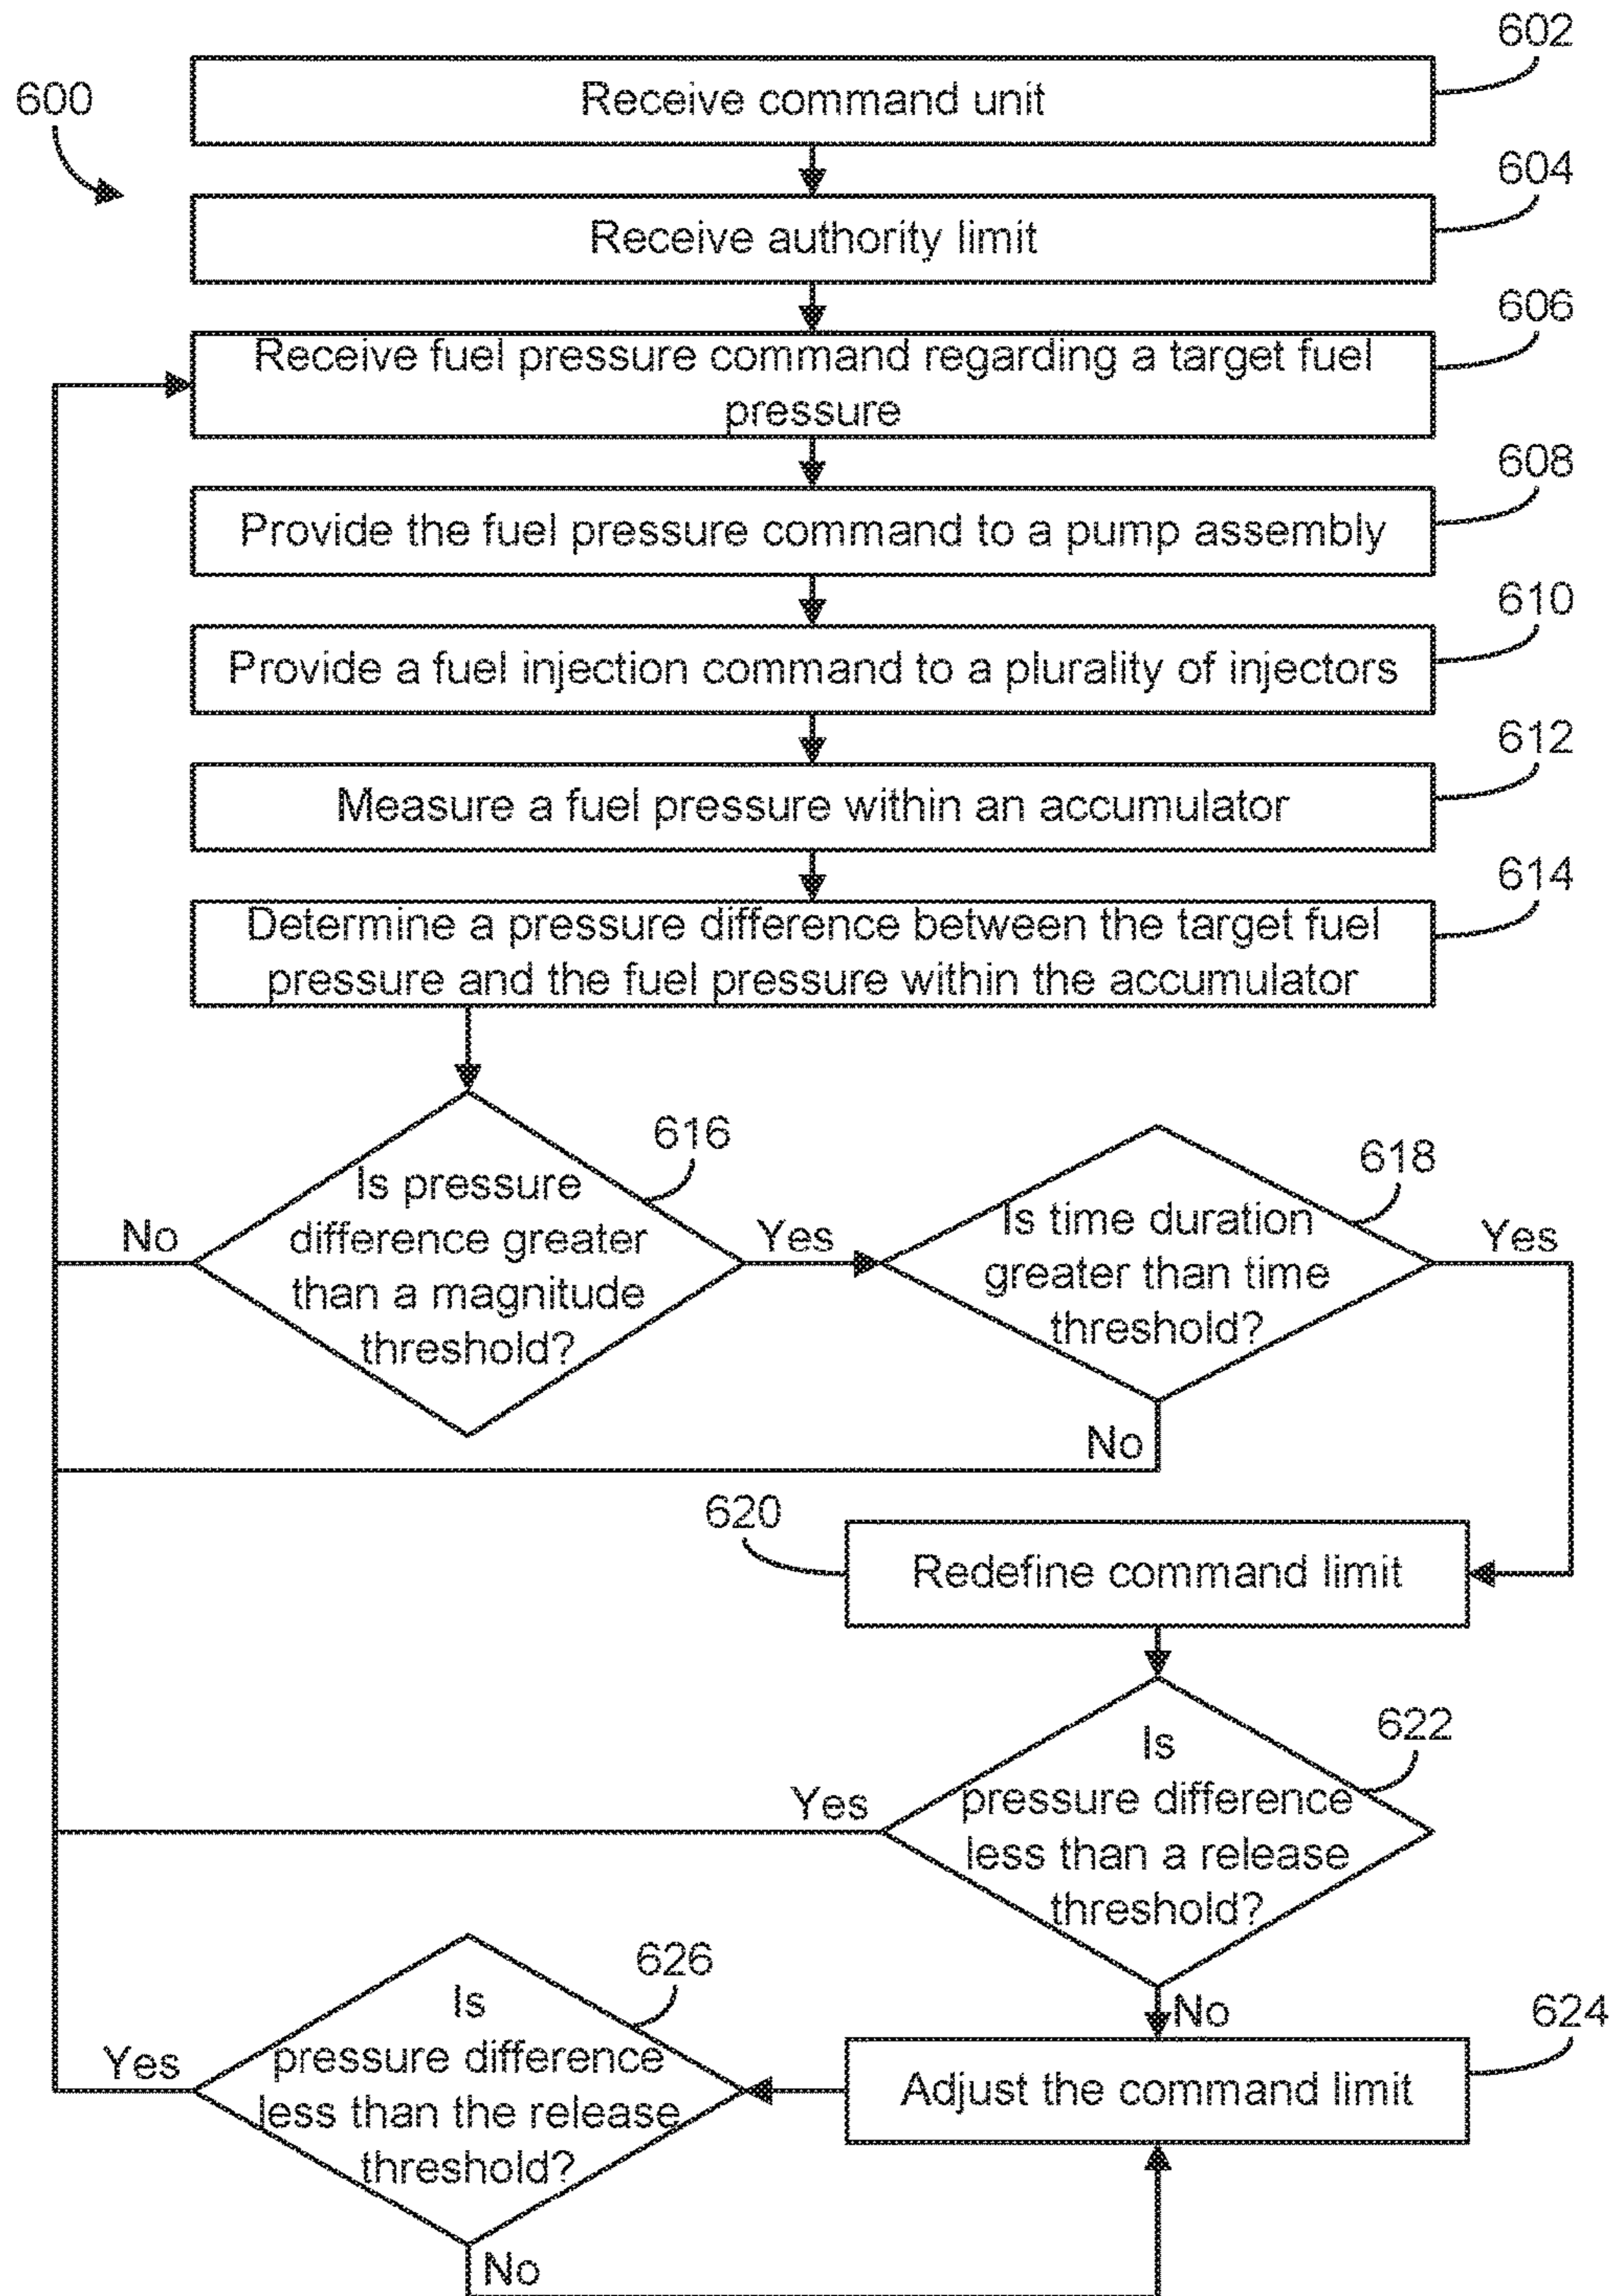 602
Receive command unit
600
604
Receive authority limit
606
Receive fuel pressure command regarding a target fuel
pressure
608
Provide the fuel pressure command to a pump assembly
610
Provide a fuel injection command to a plurality of injectors
612
Measure a fuel pressure within an accumulator
614
Determine a pressure difference between the target fuel
pressure and the fuel pressure within the accumulator
616
Is pressure
difference greater
than a magnitude
threshold?
No
Yes
618
Is time duration
greater than time
threshold?
Yes
No
620
Redefine command limit
622
Is
pressure difference
less than a release
threshold?
Yes
No
624
Adjust the command limit
626
Is
pressure difference
less than the release
threshold?
Yes
No